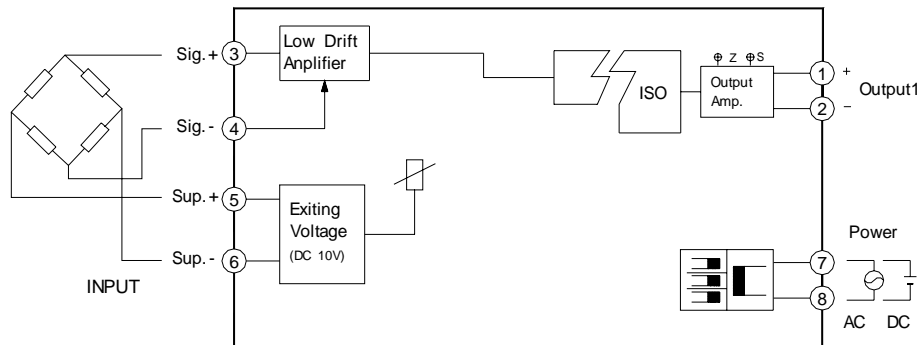 Sig.+ 3
Low Drift
Anplifier
Sig.- 4
Sup.+ 5
Exiting
Voltage
(DC 10V)
Sup.- 6
INPUT
ISO
Z S
Output
Amp.
1 +
Output1
2 −
Power
7
8
AC DC